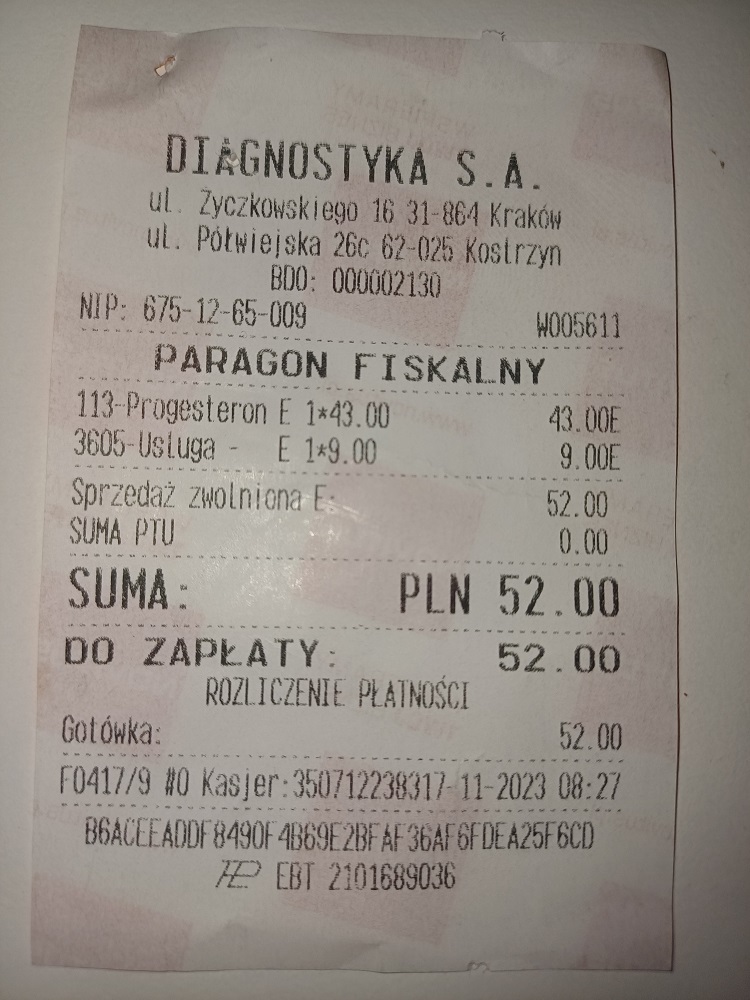 DIAGNOSTYKA S.A.
ul. Życzkowskiego 16 31-864 Kraków
ul. Półwiejska 26c 62-025 Kostrzyn
BDO: 000002130
NIP: 675-12-65-009 W005611
PARAGON FISKALNY
113-Progesteron E 1*43.00 43.00E
3605-Usługa - E 1*9.00 9.00E
Sprzedaż zwolniona E: 52.00
SUMA PTU 0.00
SUMA: PLN 52.00
DO ZAPŁATY: 52.00
ROZLICZENIE PŁATNOŚCI
Gotówka: 52.00
F0417/9 #0 Kasjer:350712238317-11-2023 08:27
B6ACEEADDF8490F4B69E2BFAF36AF6FDEA25F6CD
EBT 2101689036